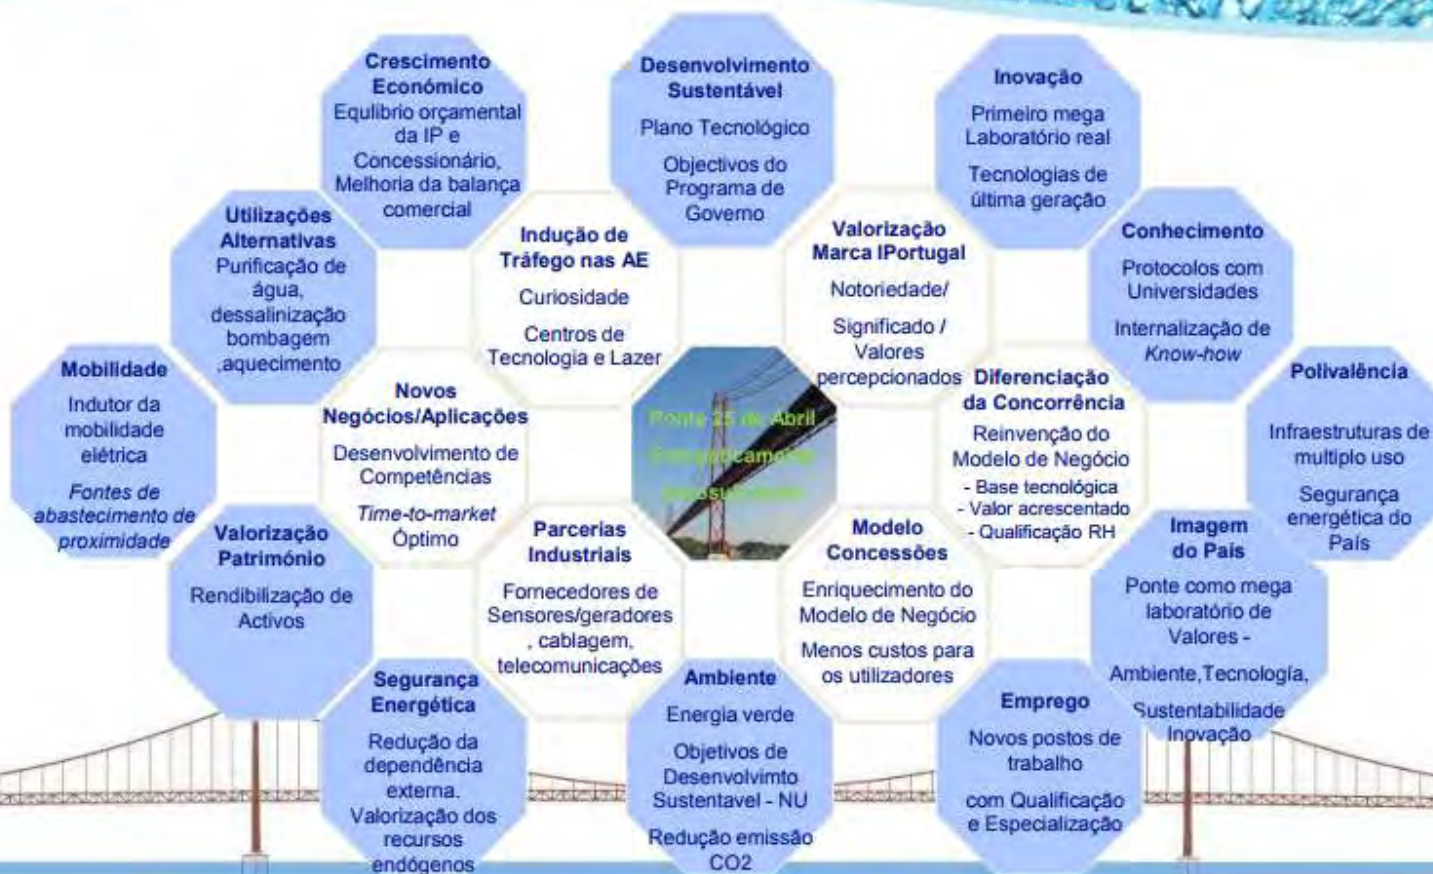 Crescimento
Económico
Equlibrio orçamental
da IP e
Concessionário,
Melhoria da balança
comercial
Desenvolvimento
Sustentável
Plano Tecnológico
Objectivos do
Programa de
Governo
Inovação
Primeiro mega
Laboratório real
Tecnologias de
última geração
Utilizações
Alternativas
Purificação de
água,
dessalinização
bombagem
,aquecimento
Indução de
Tráfego nas AE
Curiosidade
Centros de
Tecnologia e Lazer
Valorização
Marca IPortugal
Notoriedade/
Significado /
Valores
percepcionados
Conhecimento
Protocolos com
Universidades
Internalização de
Know-how
Mobilidade
Indutor da
mobilidade
elétrica
Fontes de
abastecimento de
proximidade
Novos
Negócios/Aplicações
Desenvolvimento de
Competências
Time-to-market
Óptimo
Ponte 25 de Abril
Diferenciação
da Concorrência
Reinvenção do
Modelo de Negócio
- Base tecnológica
- Valor acrescentado
- Qualificação RH
Polivalência
Infraestruturas de
multiplo uso
Segurança
energética do
País
Valorização
Património
Rendibilização de
Activos
Parcerias
Industriais
Fornecedores de
Sensores/geradores
, cablagem,
telecomunicações
Modelo
Concessões
Enriquecimento do
Modelo de Negócio
Menos custos para
os utilizadores
Imagem
do País
Ponte como mega
laboratório de
Valores -
Ambiente,Tecnología,
Sustentabilidade
Inovação
Segurança
Energética
Redução da
dependência
externa.
Valorização dos
recursos
endógenos
Ambiente
Energia verde
Objetivos de
Desenvolvimto
Sustentavel - NU
Redução emissão
CO2
Emprego
Novos postos de
trabalho
com Qualificação
e Especialização